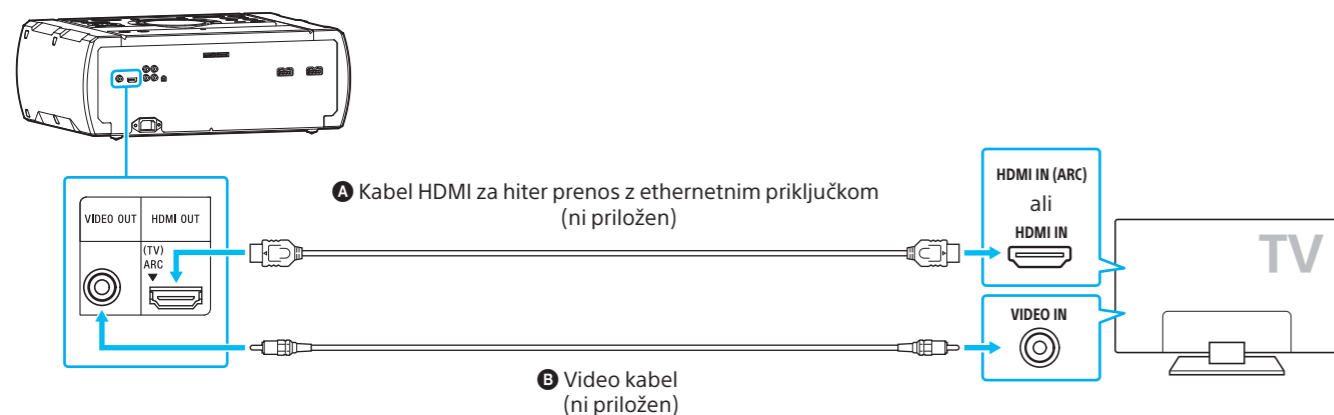 VIDEO OUT
HDMI OUT
(TV)
ARC
A Kabel HDMI za hiter prenos z ethernetnim priključkom
(ni priložen)
HDMI IN (ARC)
ali
HDMI IN
TV
VIDEO IN
B Video kabel
(ni priložen)